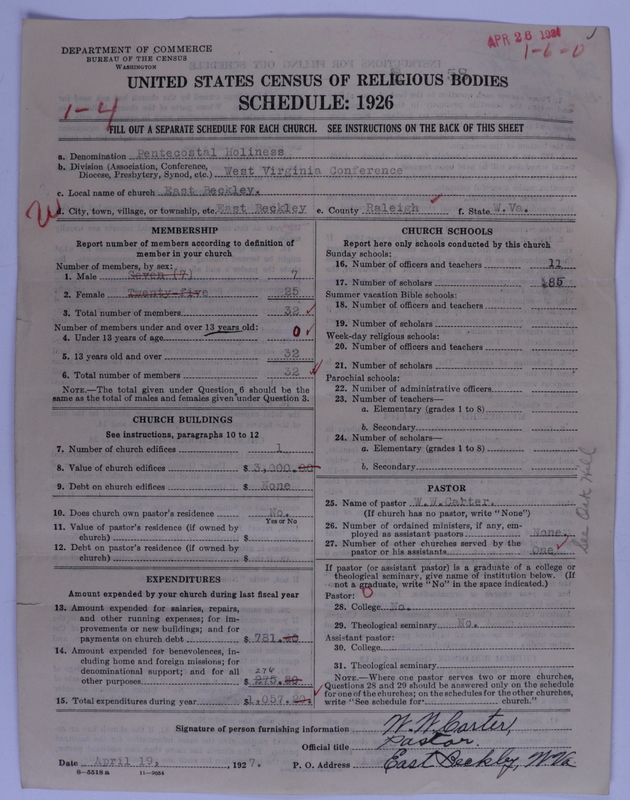 DEPARTMENT OF COMMERCE
BUREAU OF THE CENSUS
WASHINGTON
APR 26
1-6-0
UNITED STATES CENSUS OF RELIGIOUS BODIES
SCHEDULE: 1926
1-4
FILL OUT A SEPARATE SCHEDULE FOR EACH CHURCH. SEE INSTRUCTIONS ON THE BACK OF THIS SHEET
a. Denomination Pentecostal Holiness
b. Division (Association, Conference,
Diocese, Presbytery, Synod, etc.) West Virginia Conference
c. Local name of church East Beckley.
d. City, town, village, or township, etc. East Beckley e. County Raleigh f. State W.Va.
MEMBERSHIP
Report number of members according to definition of
member in your church
Number of members, by sex:
1. Male Seven (7) 7
2. Female Twenty-five 25
3. Total number of members 32
Number of members under and over 13 years old:
4. Under 13 years of age 0
5. 13 years old and over 32
6. Total number of members 32
NOTE.—The total given under Question 6 should be the
same as the total of males and females given under Question 3.
CHURCH BUILDINGS
See instructions, paragraphs 10 to 12
7. Number of church edifices 1
8. Value of church edifices $ 3,000.00
9. Debt on church edifices $ None
10. Does church own pastor's residence No.
Yes or No
11. Value of pastor's residence (if owned by
church) $
12. Debt on pastor's residence (if owned by
church) $
EXPENDITURES
Amount expended by your church during last fiscal year
13. Amount expended for salaries, repairs,
and other running expenses; for im-
provements or new buildings; and for
payments on church debt $ 781.
14. Amount expended for benevolences, in-
cluding home and foreign missions; for
denominational support; and for all
other purposes 276 $ 275.20
15. Total expenditures during year $1,057.20
CHURCH SCHOOLS
Report here only schools conducted by this church
Sunday schools:
16. Number of officers and teachers 11
17. Number of scholars 85
Summer vacation Bible schools:
18. Number of officers and teachers
19. Number of scholars
Week-day religious schools:
20. Number of officers and teachers
21. Number of scholars
Parochial schools:
22. Number of administrative officers
23. Number of teachers—
a. Elementary (grades 1 to 8)
b. Secondary
24. Number of scholars—
a. Elementary (grades 1 to 8)
b. Secondary
PASTOR
25. Name of pastor W.W.Carter.
(If church has no pastor, write "None")
26. Number of ordained ministers, if any, em-
ployed as assistant pastors None.
27. Number of other churches served by the
pastor or his assistants One
See Oak Hill
If pastor (or assistant pastor) is a graduate of a college or
theological seminary, give name of institution below. (If
not a graduate, write "No" in the space indicated.)
Pastor:
28. College No.
29. Theological seminary No.
Assistant pastor:
30. College
31. Theological seminary
NOTE.—Where one pastor serves two or more churches,
Questions 28 and 29 should be answered only on the schedule
for one of the churches; on the schedules for the other churches,
write "See schedule for church."
Signature of person furnishing information W. W. Carter,
Official title Pastor.
Date April 19, 1927. P. O. Address East Beckley, W.Va
8—5518a 11—9654